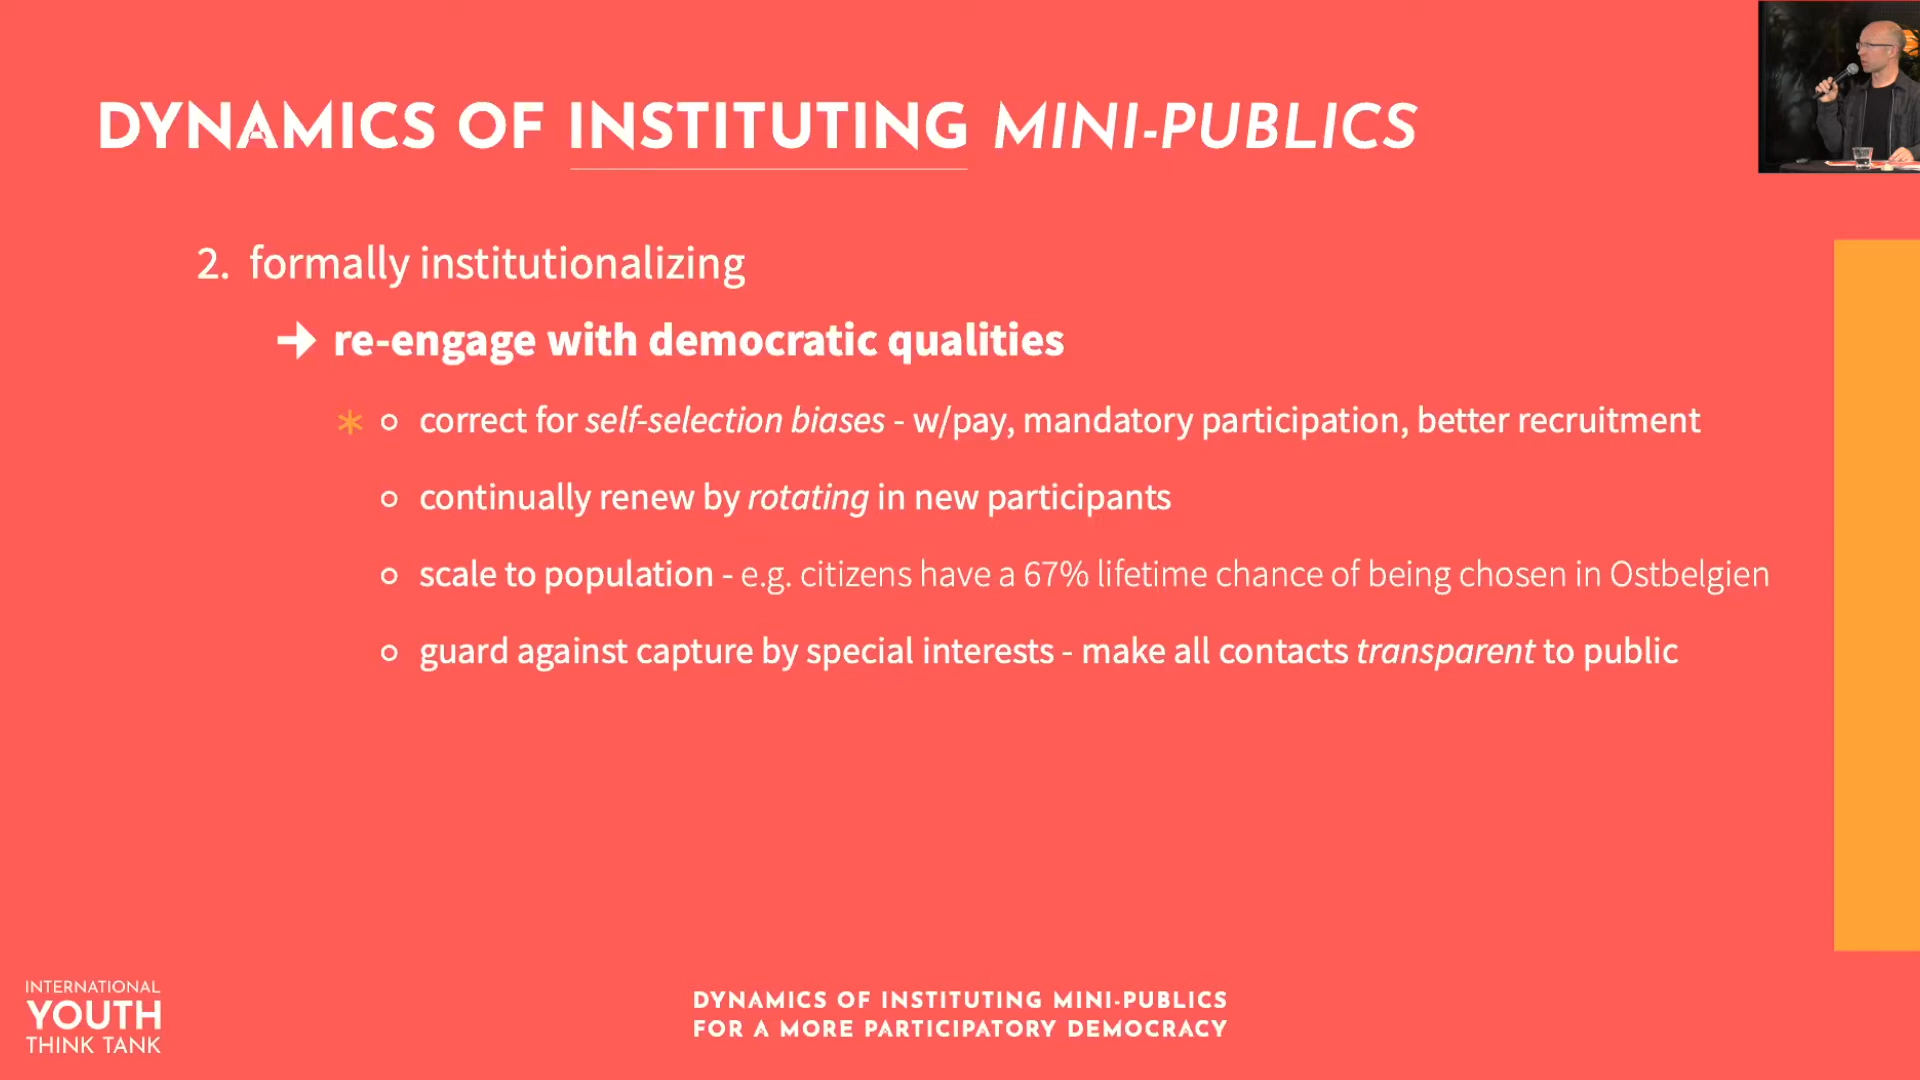 DYNAMICS OF INSTITUTING MINI-PUBLICS
2. formally institutionalizing
➜ re-engage with democratic qualities
* ○ correct for self-selection biases - w/pay, mandatory participation, better recruitment
○ continually renew by rotating in new participants
○ scale to population - e.g. citizens have a 67% lifetime chance of being chosen in Ostbelgien
○ guard against capture by special interests - make all contacts transparent to public
INTERNATIONAL
YOUTH
THINK TANK
DYNAMICS OF INSTITUTING MINI-PUBLICS
FOR A MORE PARTICIPATORY DEMOCRACY